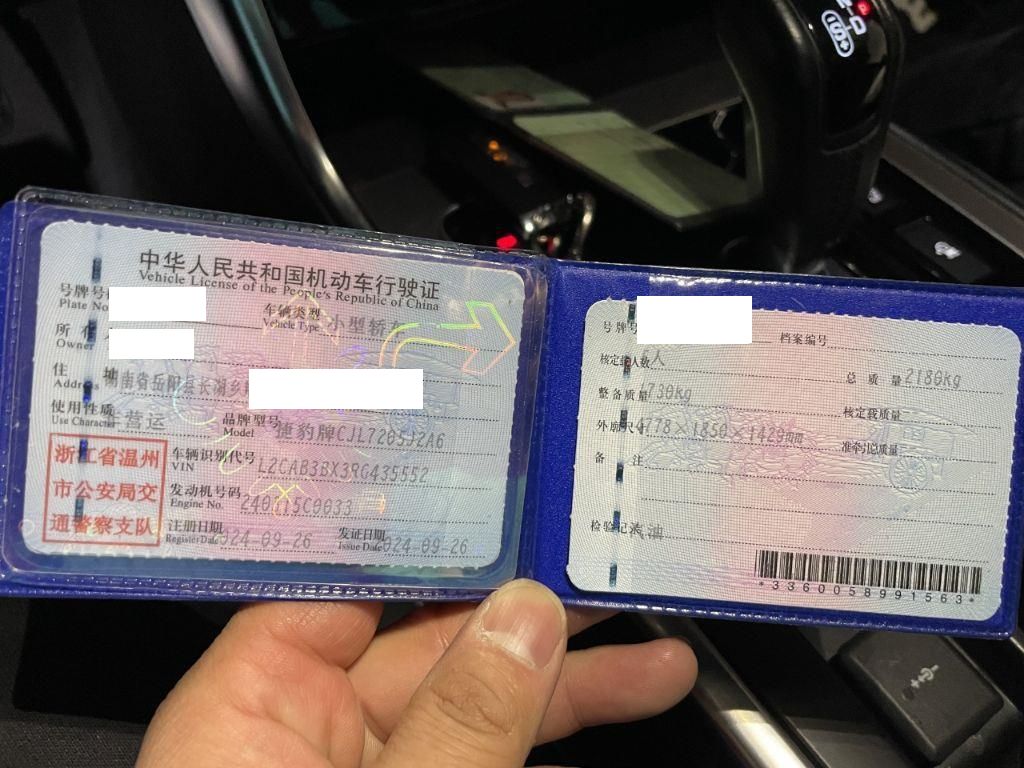 中华人民共和国机动车行驶证
Vehicle License of the People's Republic of China
号牌号
Plate No.
车辆类型
Vehicle Type
小型轿车
所有
Owner
住址
Address
湖南省岳阳县长湖乡
使用性质
Use Character
非营运
品牌型号
Model
捷豹牌CJL7205J2A6
浙江省温州
市公安局交
通警察支队
车辆识别代号
VIN
L2CAB3BX3RG435552
发动机号码
Engine No.
240715C0033
注册日期
Register Date
2024-09-26
发证日期
Issue Date
2024-09-26
号牌号
档案编号
核定载人数
人
总质量
2180kg
整备质量
1730kg
核定载质量
外廓尺寸
4778×1850×1429mm
准牵引总质量
备注
检验记录
汽油
*3360058991563*